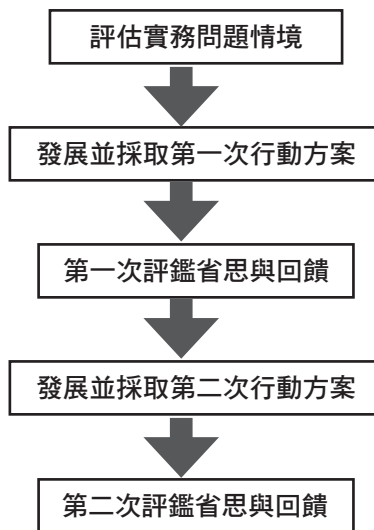 評估實務問題情境
發展並採取第一次行動方案
第一次評鑑省思與回饋
發展並採取第二次行動方案
第二次評鑑省思與回饋